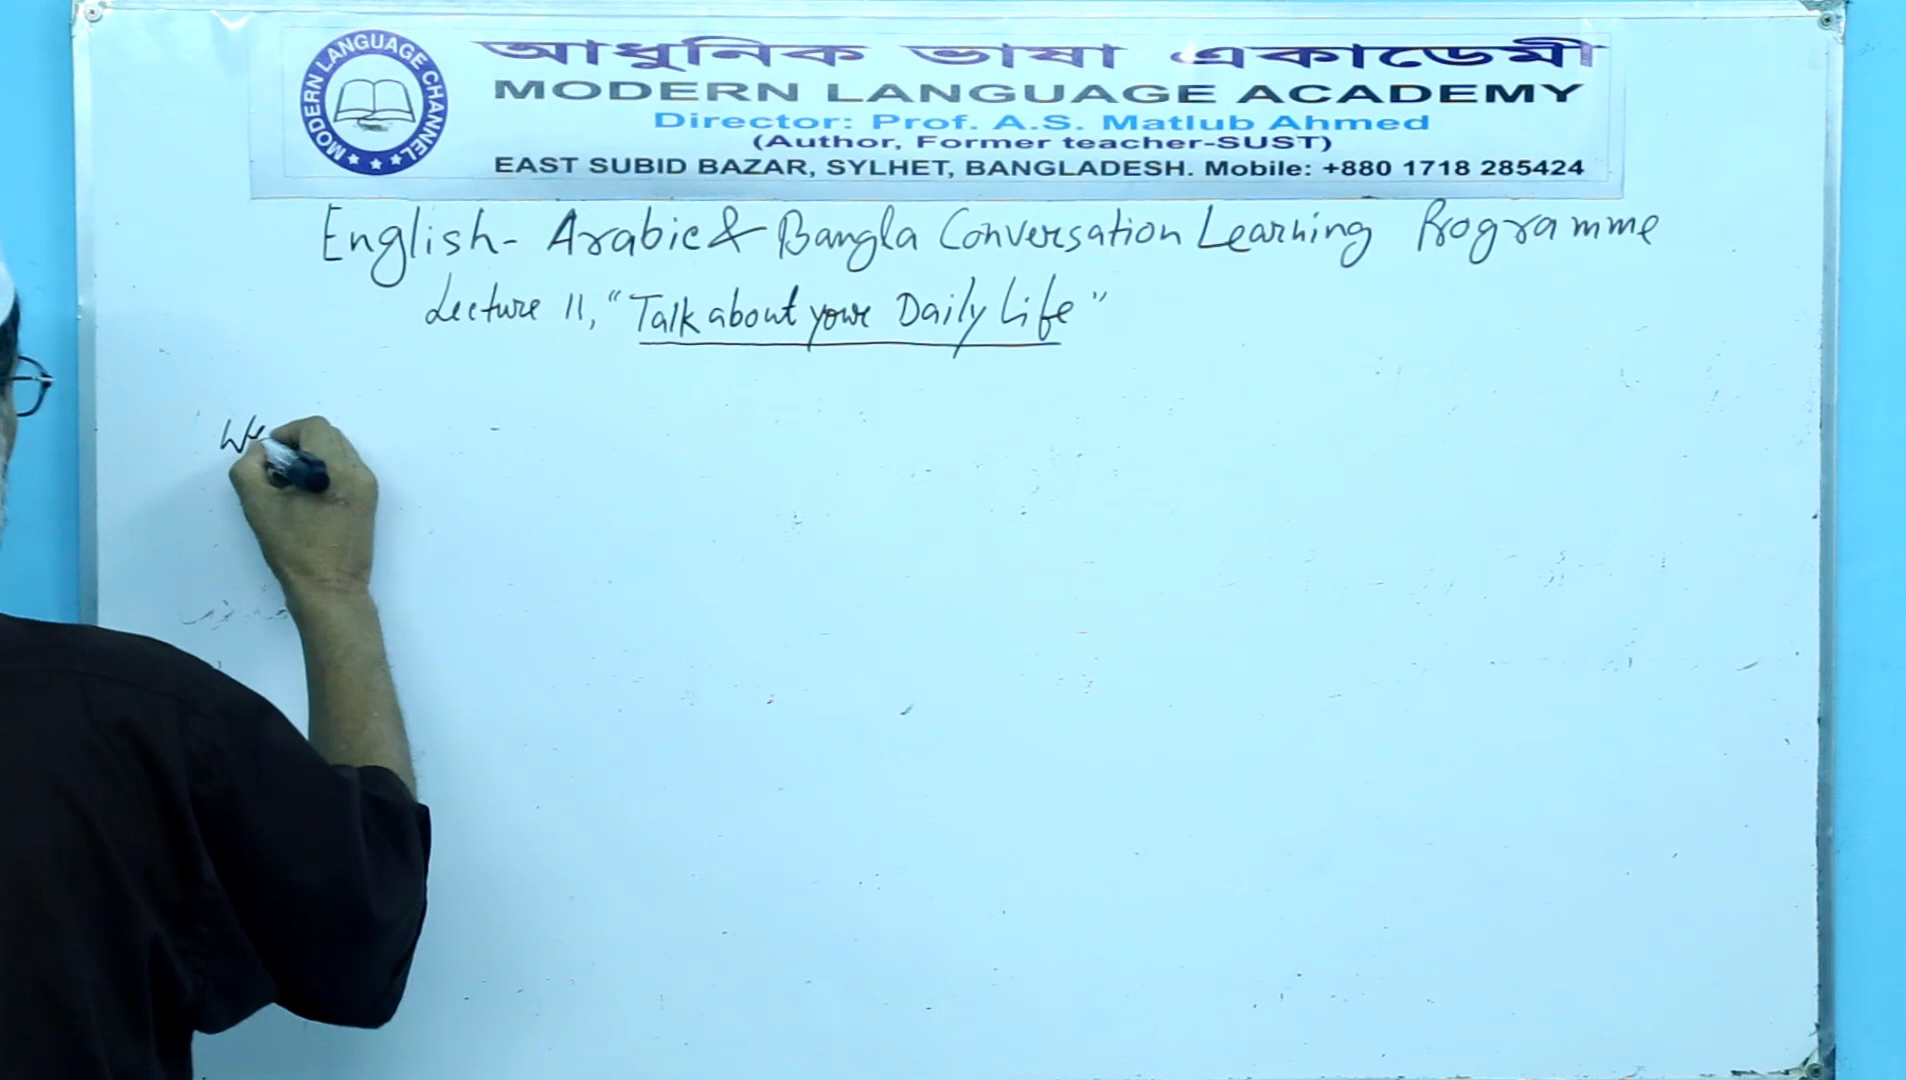 MODERN LANGUAGE CHANNEL
আধুনিক ভাষা একাডেমী
MODERN LANGUAGE ACADEMY
Director: Prof. A.S. Matlub Ahmed
(Author, Former teacher-SUST)
EAST SUBID BAZAR, SYLHET, BANGLADESH. Mobile: +880 1718 285424
English- Arabic & Bangla Conversation Learning Programme
Lecture 11, "Talk about your Daily Life"
We